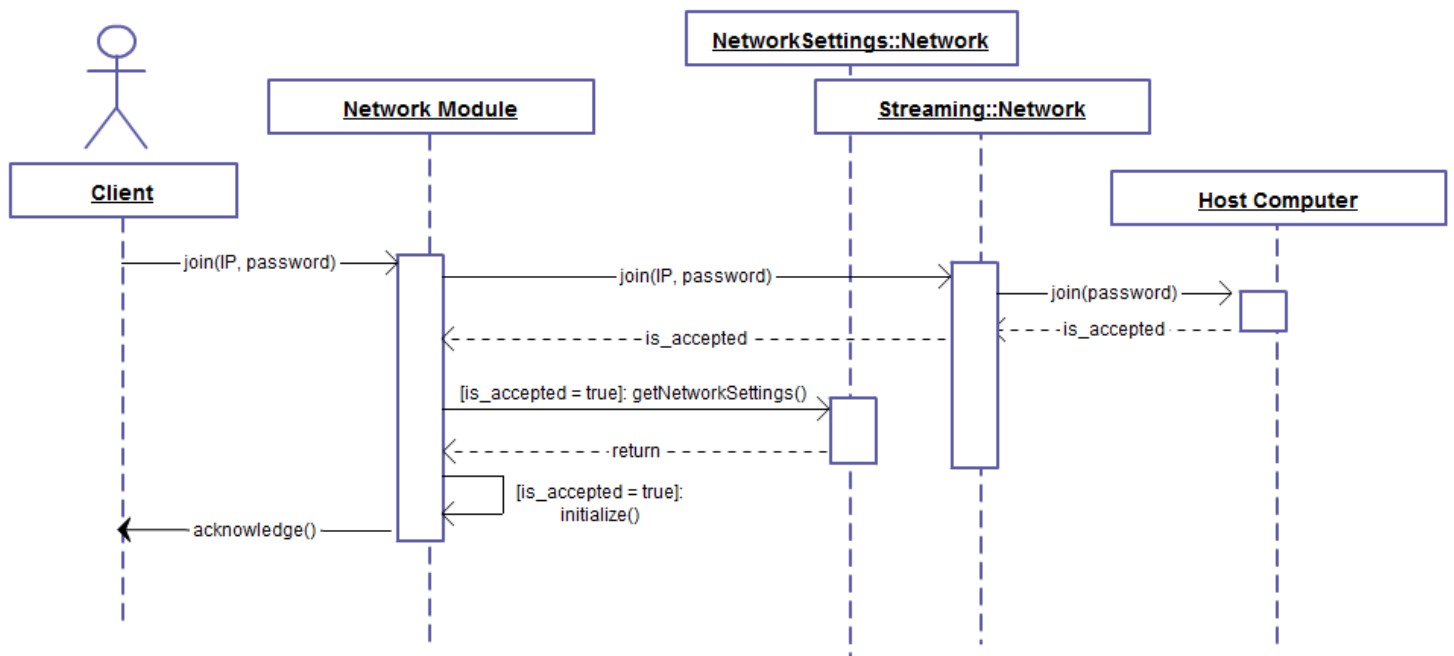 NetworkSettings::Network
Network Module
Streaming::Network
Client
Host Computer
join(IP, password)
join(IP, password)
join(password)
is_accepted
is_accepted
[is_accepted = true]: getNetworkSettings()
return
[is_accepted = true]:
initialize()
acknowledge()